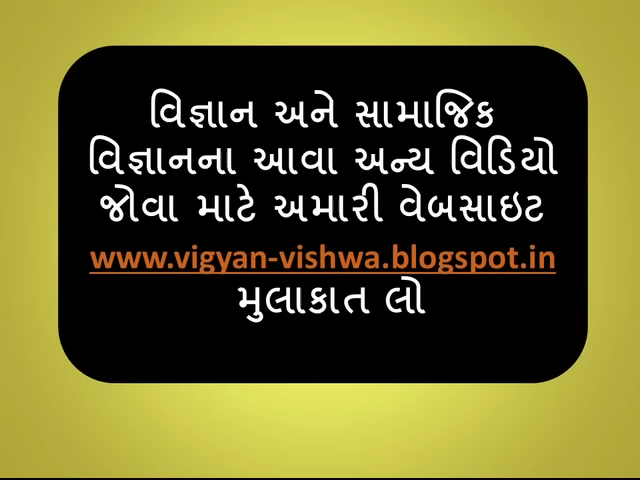 વિજ્ઞાન અને સામાજિક
વિજ્ઞાનના આવા અન્ય વિડિયો
જોવા માટે અમારી વેબસાઇટ
www.vigyan-vishwa.blogspot.in
મુલાકાત લો